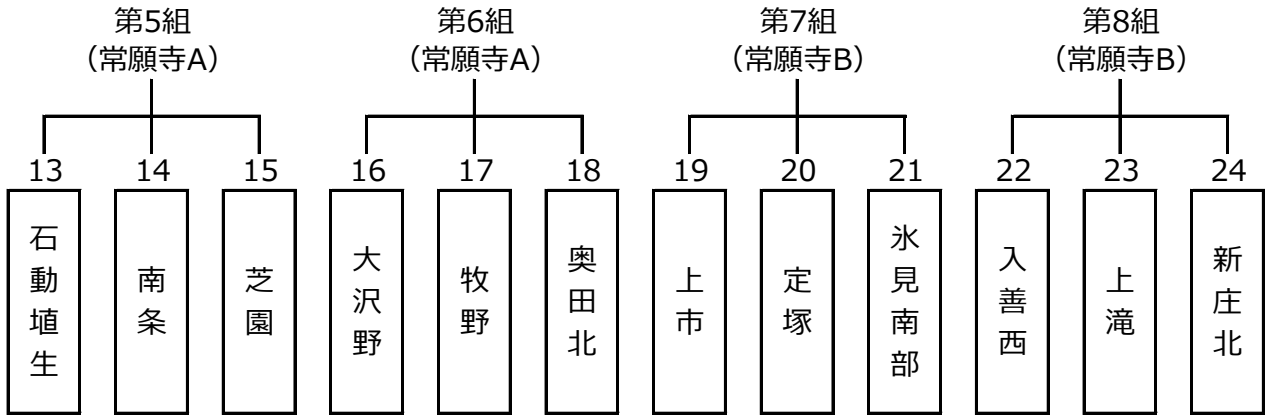 第5組 第6組 第7組 第8組
（常願寺A） （常願寺A） （常願寺B） （常願寺B）
13 14 15 16 17 18 19 20 21 22 23 24
石動埴生
南条
芝園
大沢野
牧野
奥田北
上市
定塚
氷見南部
入善西
上滝
新庄北